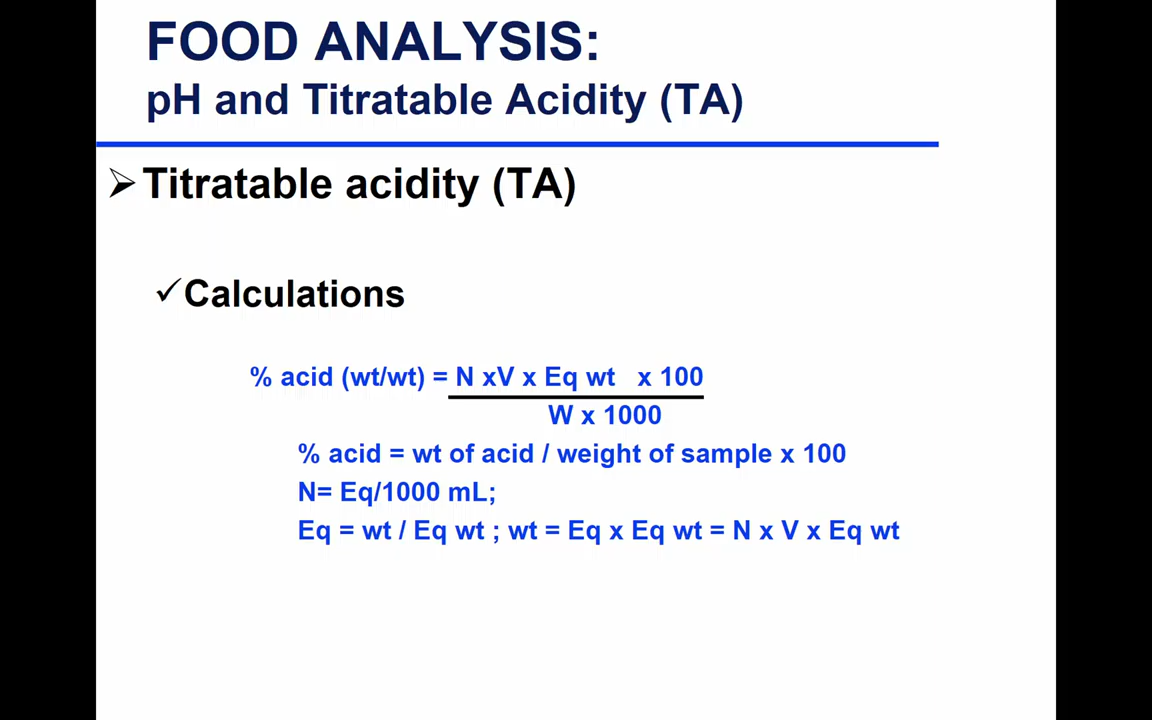 FOOD ANALYSIS:
pH and Titratable Acidity (TA)
➢Titratable acidity (TA)
✓Calculations
% acid (wt/wt) = N xV x Eq wt x 100
W x 1000
% acid = wt of acid / weight of sample x 100
N= Eq/1000 mL;
Eq = wt / Eq wt ; wt = Eq x Eq wt = N x V x Eq wt